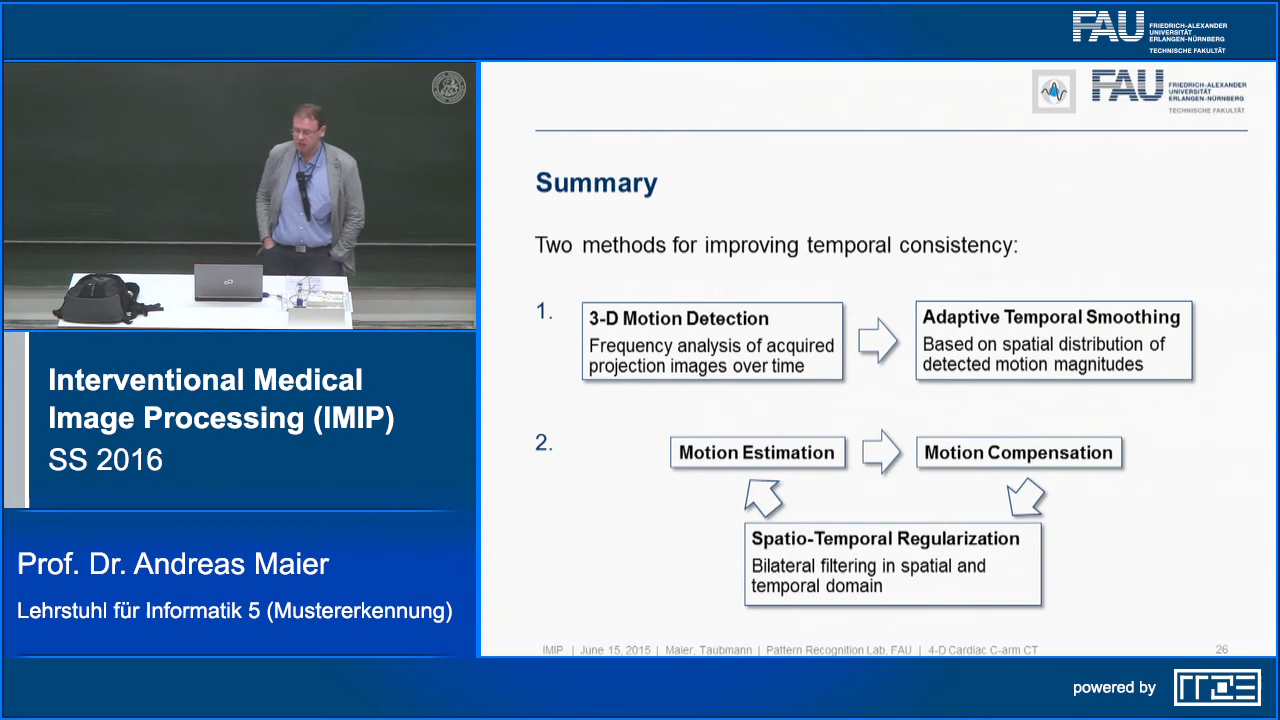 FAU
FRIEDRICH-ALEXANDER
UNIVERSITÄT
ERLANGEN-NÜRNBERG
TECHNISCHE FAKULTÄT
FAU
FRIEDRICH-ALEXANDER
UNIVERSITÄT
ERLANGEN-NÜRNBERG
TECHNISCHE FAKULTÄT
Summary
Two methods for improving temporal consistency:
1.
3-D Motion Detection
Frequency analysis of acquired
projection images over time
Adaptive Temporal Smoothing
Based on spatial distribution of
detected motion magnitudes
2.
Motion Estimation
Motion Compensation
Spatio-Temporal Regularization
Bilateral filtering in spatial and
temporal domain
IMIP | June 15, 2015 | Maier, Taubmann | Pattern Recognition Lab, FAU | 4-D Cardiac C-arm CT
26
Interventional Medical
Image Processing (IMIP)
SS 2016
Prof. Dr. Andreas Maier
Lehrstuhl für Informatik 5 (Mustererkennung)
powered by
RRZE